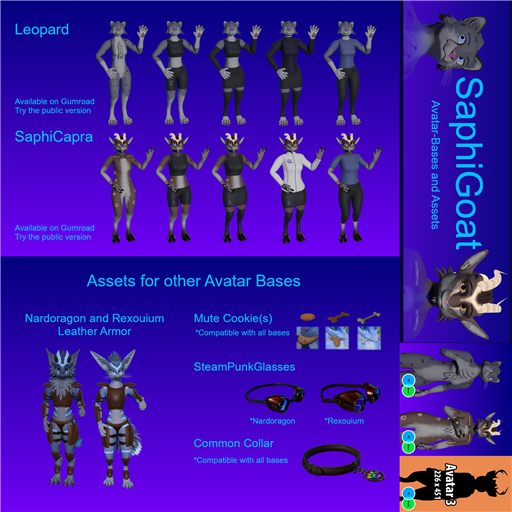 Leopard
Available on Gumroad
Try the public version
SaphiCapra
Available on Gumroad
Try the public version
SaphiGoat
Avatar-Bases and Assets
Assets for other Avatar Bases
Nardoragon and Rexouium
Leather Armor
Mute Cookie(s)
*Compatible with all bases
SteamPunkGlasses
*Nardoragon
*Rexouium
Common Collar
*Compatible with all bases
Avatar 3
226 x 451